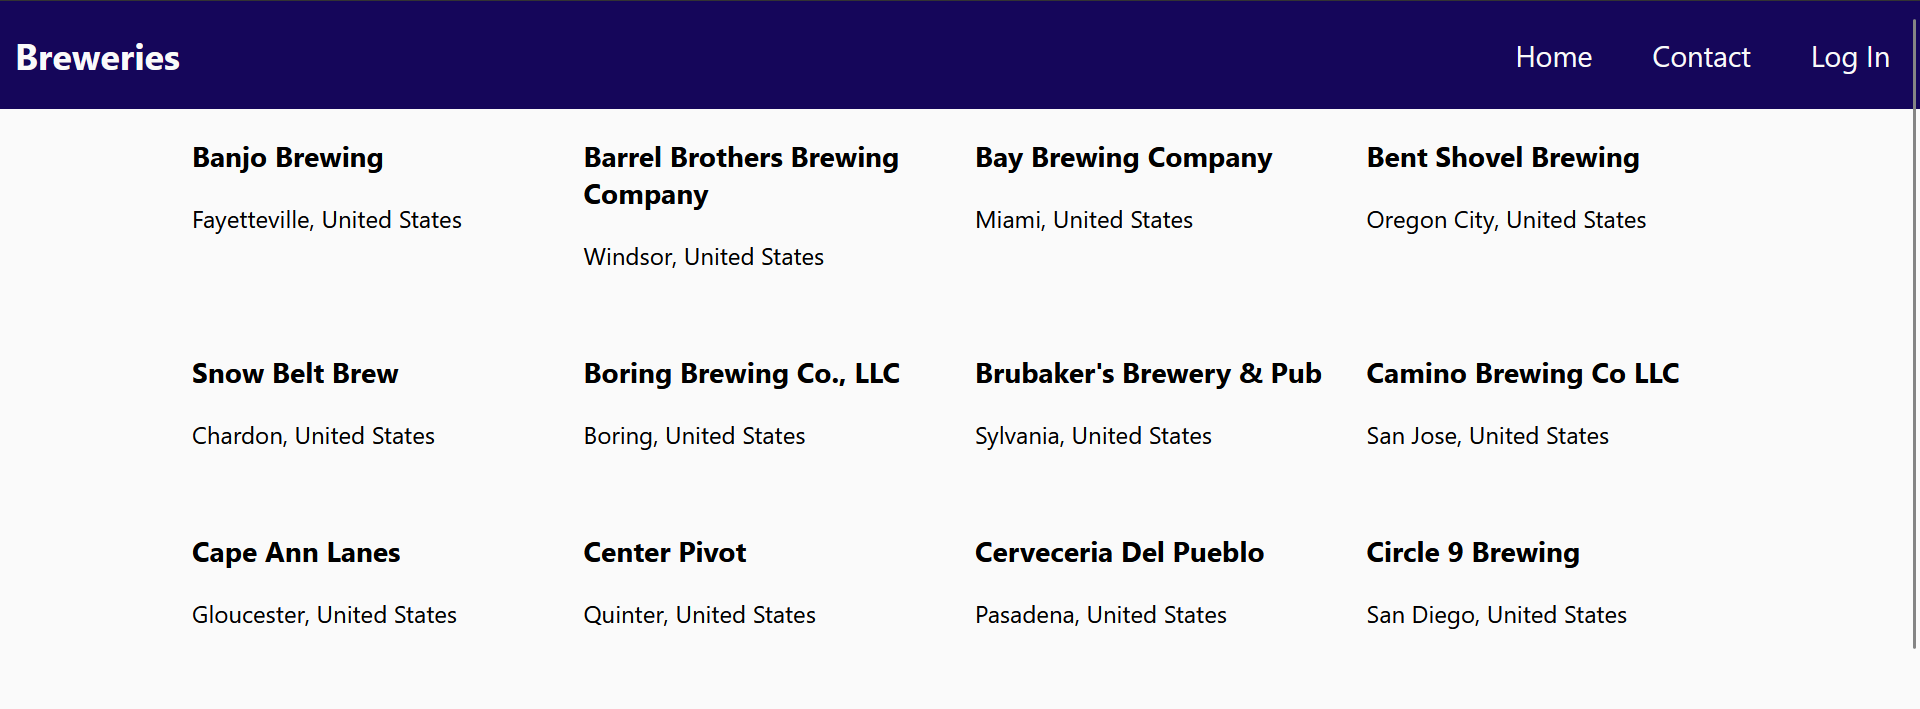 Breweries
Home
Contact
Log In
Banjo Brewing
Fayetteville, United States
Barrel Brothers Brewing
Company
Windsor, United States
Bay Brewing Company
Miami, United States
Bent Shovel Brewing
Oregon City, United States
Snow Belt Brew
Chardon, United States
Boring Brewing Co., LLC
Boring, United States
Brubaker's Brewery & Pub
Sylvania, United States
Camino Brewing Co LLC
San Jose, United States
Cape Ann Lanes
Gloucester, United States
Center Pivot
Quinter, United States
Cerveceria Del Pueblo
Pasadena, United States
Circle 9 Brewing
San Diego, United States